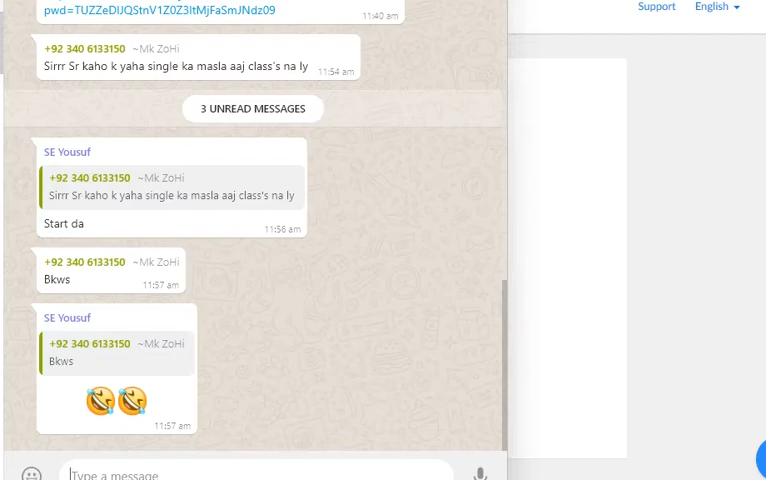 Support English
pwd=TUZZeDlJQStnV1Z0Z3ltMjFaSmJNdz09
11:40 am
+92 340 6133150 ~Mk ZoHi
Sirrr Sr kaho k yaha single ka masla aaj class's na ly
11:54 am
3 UNREAD MESSAGES
SE Yousuf
+92 340 6133150 ~Mk ZoHi
Sirrr Sr kaho k yaha single ka masla aaj class's na ly
Start da
11:56 am
+92 340 6133150 ~Mk ZoHi
Bkws
11:57 am
SE Yousuf
+92 340 6133150 ~Mk ZoHi
Bkws
🤣🤣
11:57 am
Type a message